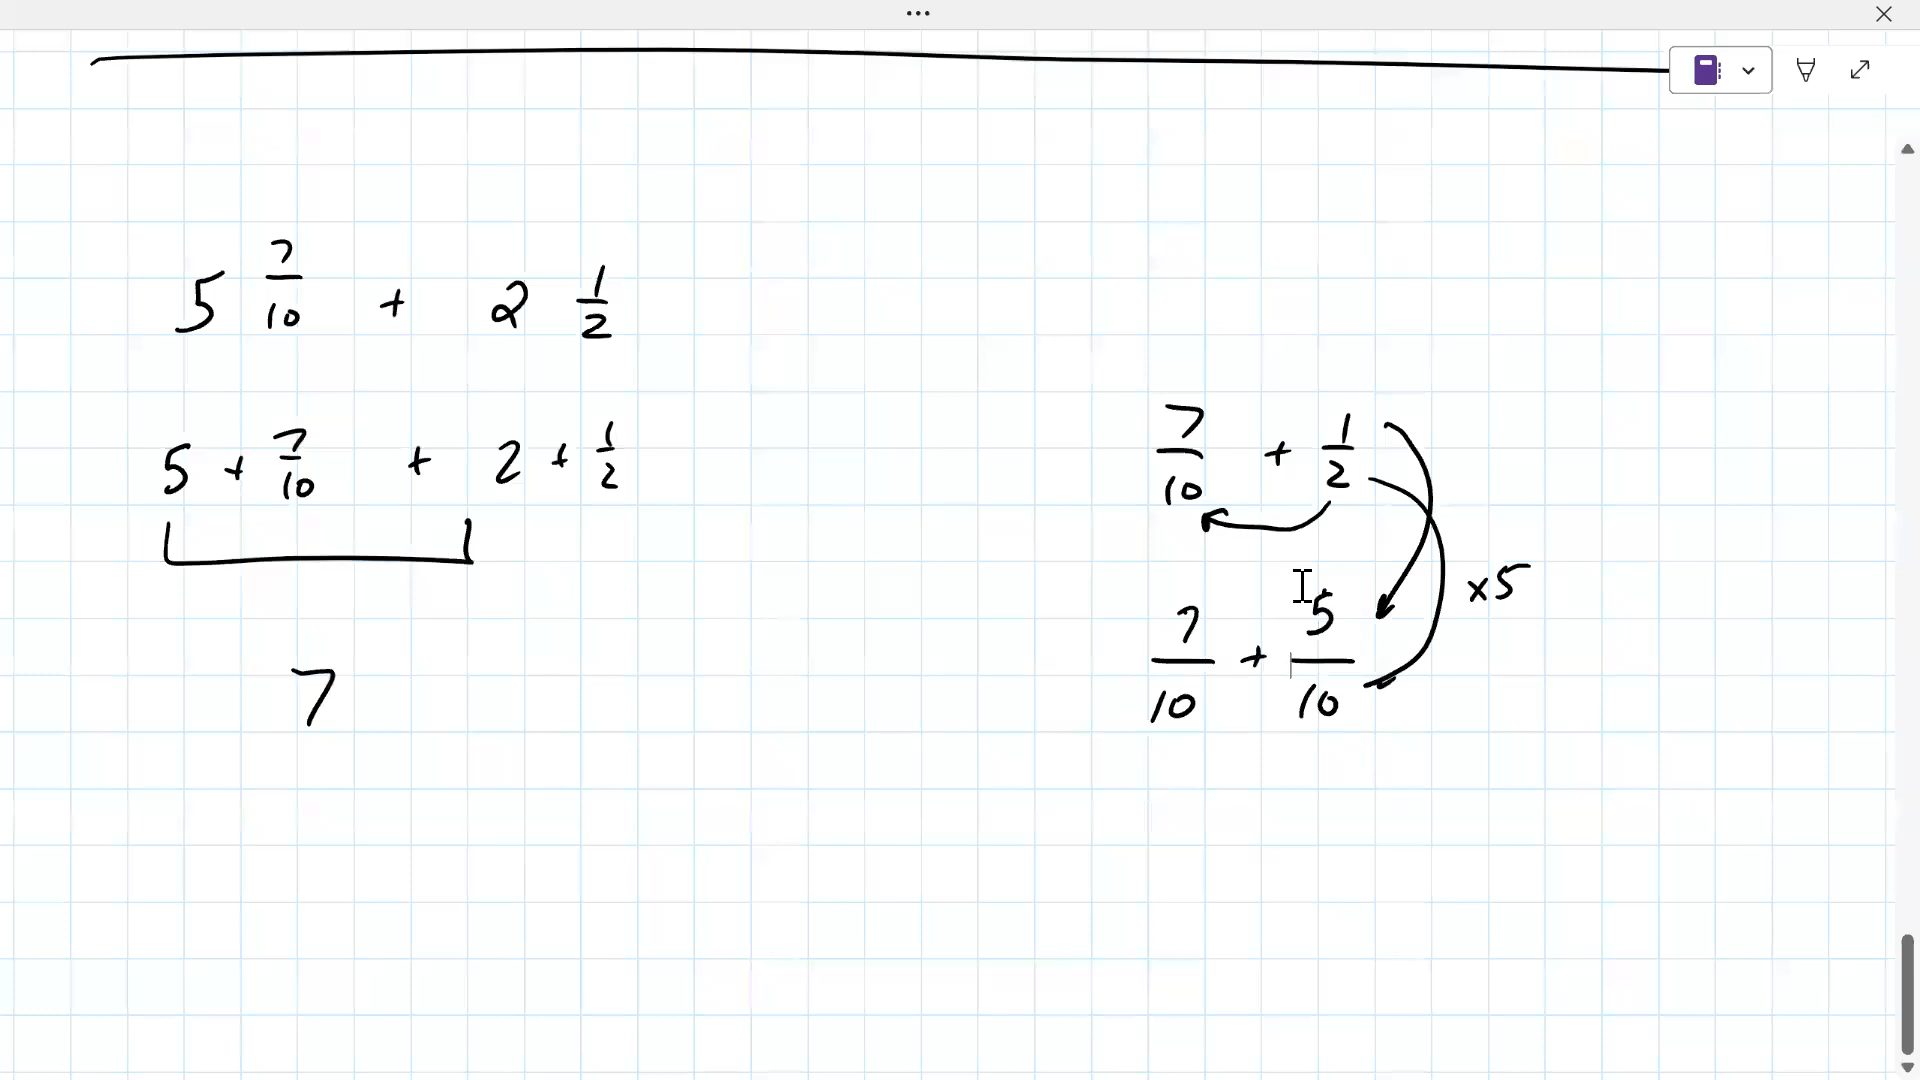 5 7/10 + 2 1/2
5 + 7/10 + 2 + 1/2
7
7/10 + 1/2
x5
7/10 + 5/10